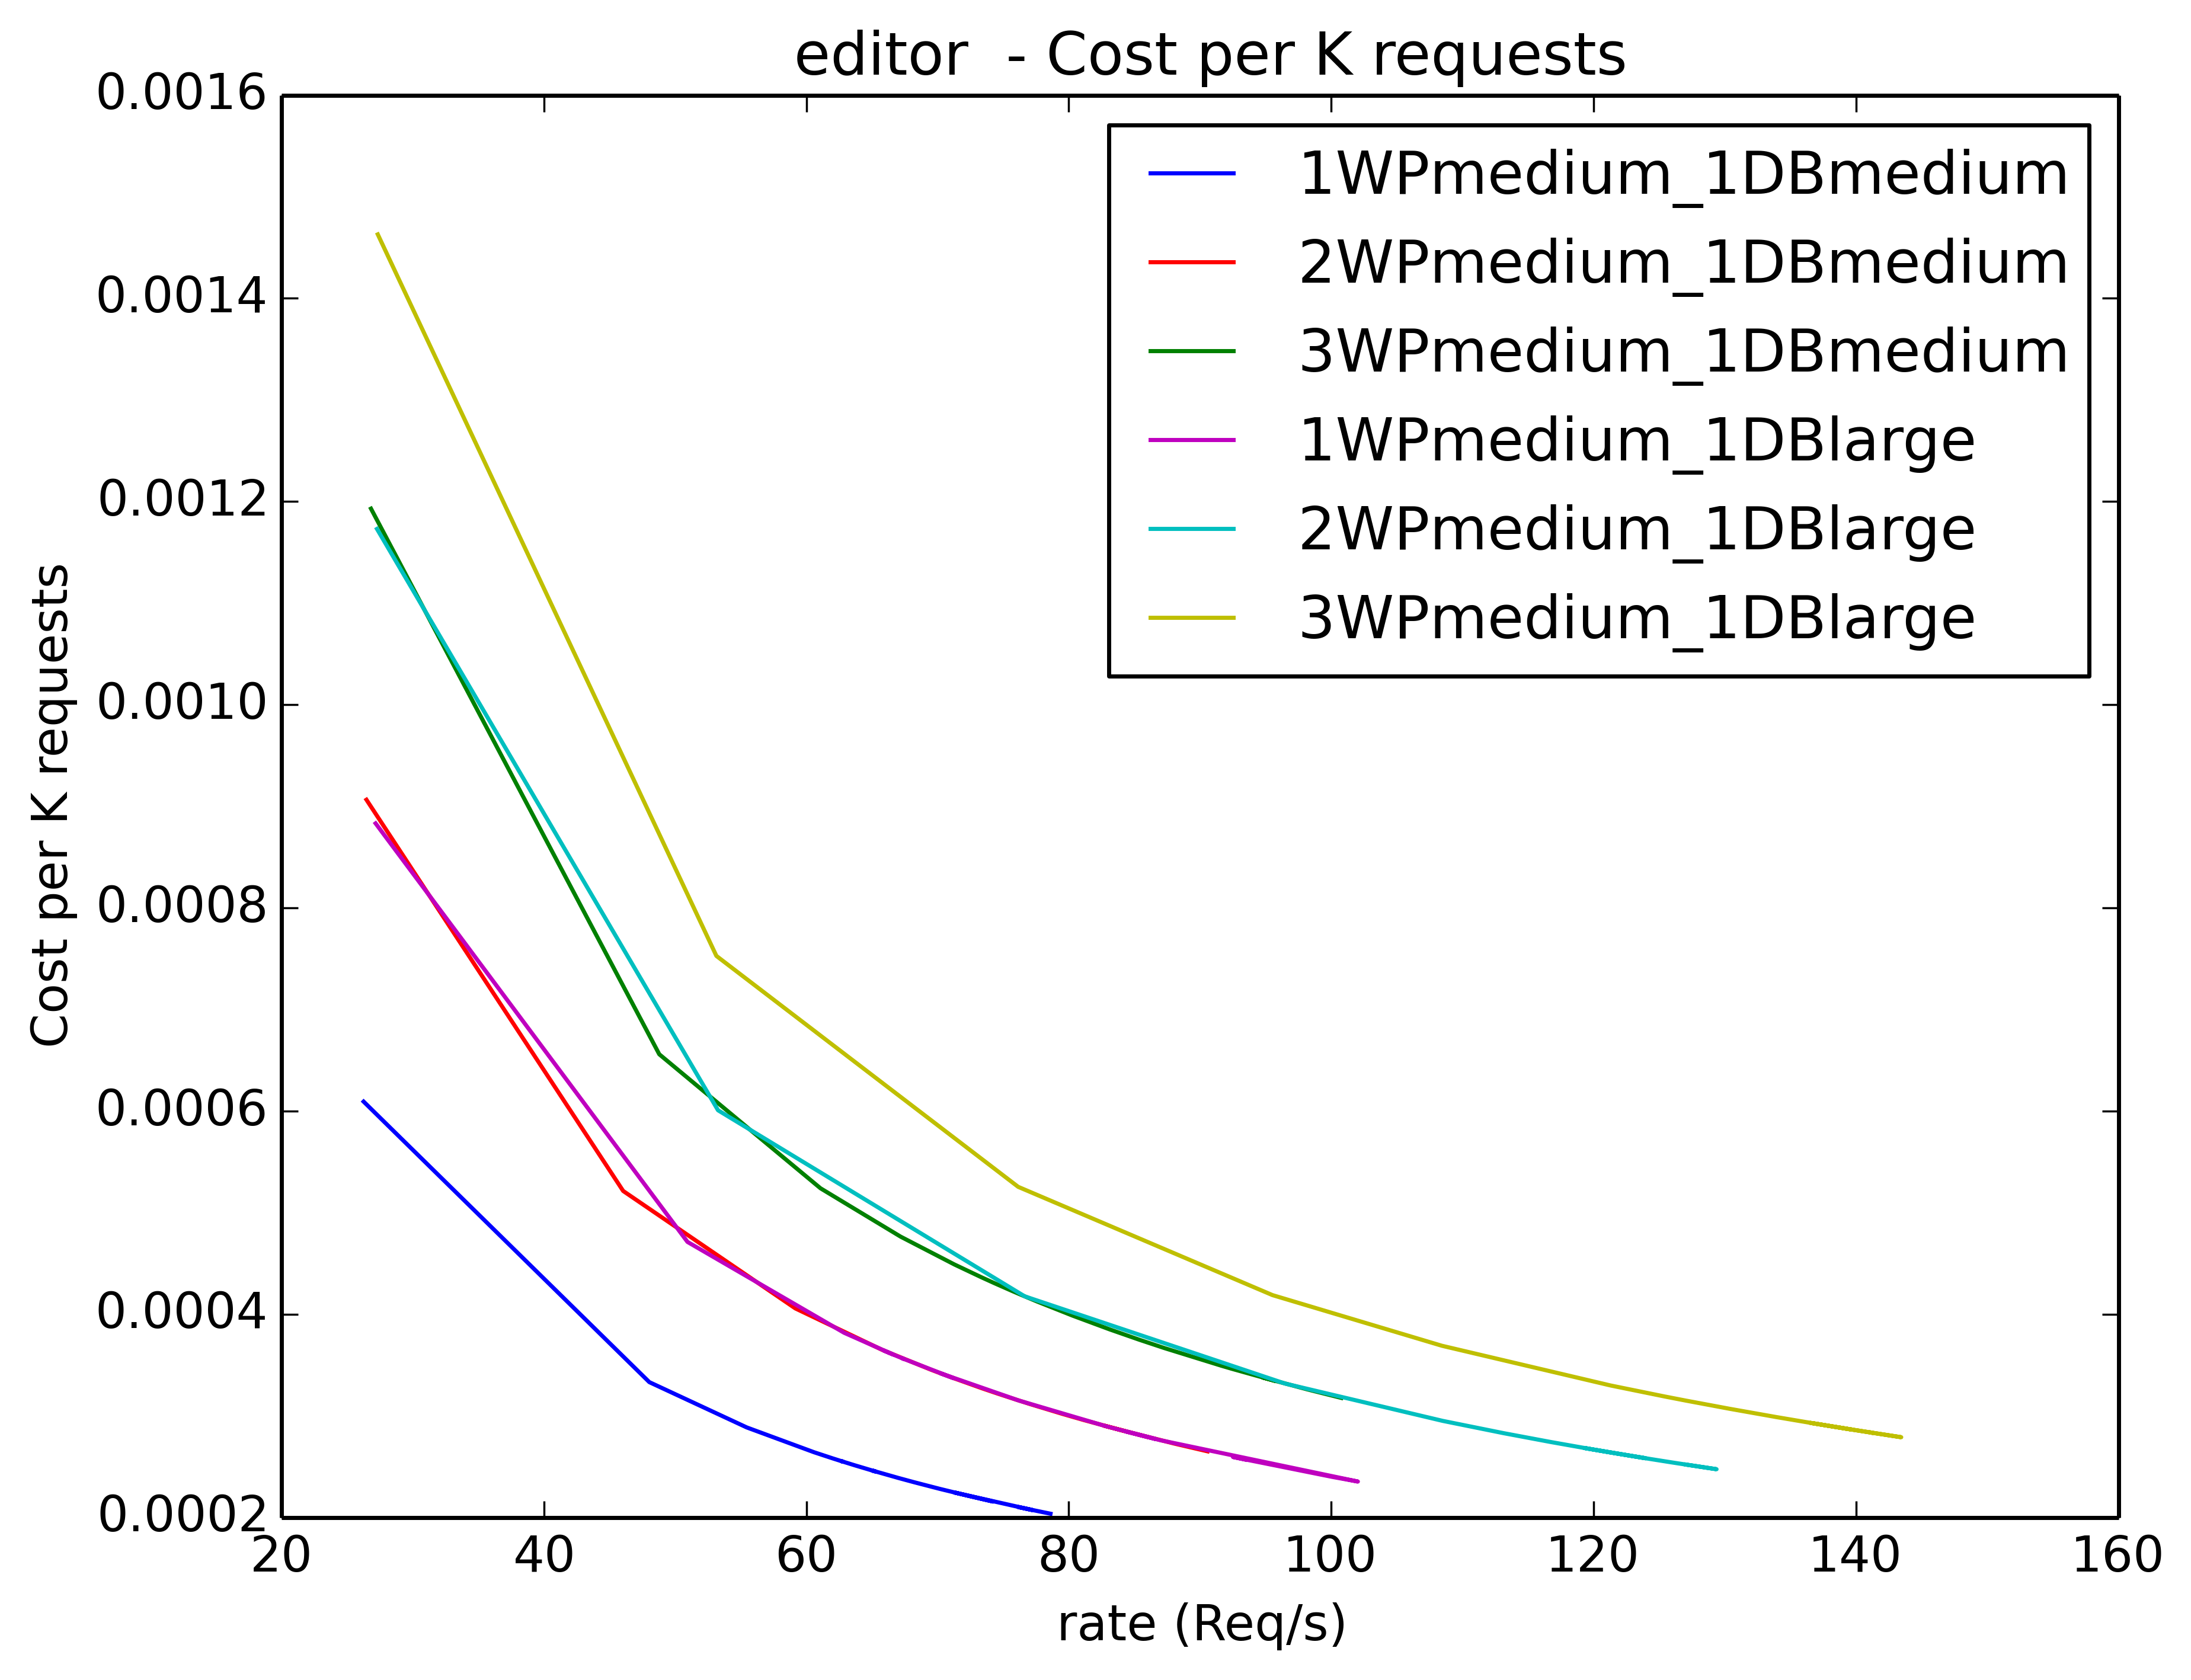 editor  - Cost per K requests
0.0016
0.0014
0.0012
0.0010
0.0008
0.0006
0.0004
0.0002
Cost per K requests
1WPmedium_1DBmedium
2WPmedium_1DBmedium
3WPmedium_1DBmedium
1WPmedium_1DBlarge
2WPmedium_1DBlarge
3WPmedium_1DBlarge
20 40 60 80 100 120 140 160
rate (Req/s)